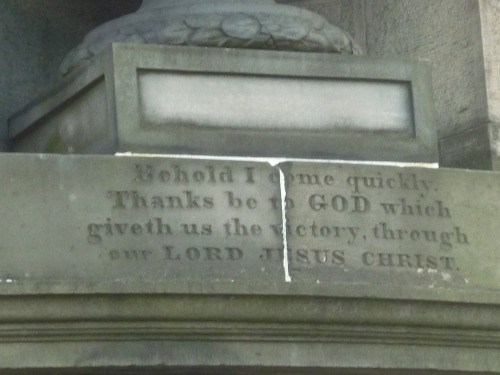 Behold I come quickly.
Thanks be to GOD which
giveth us the victory, through
our LORD JESUS CHRIST.